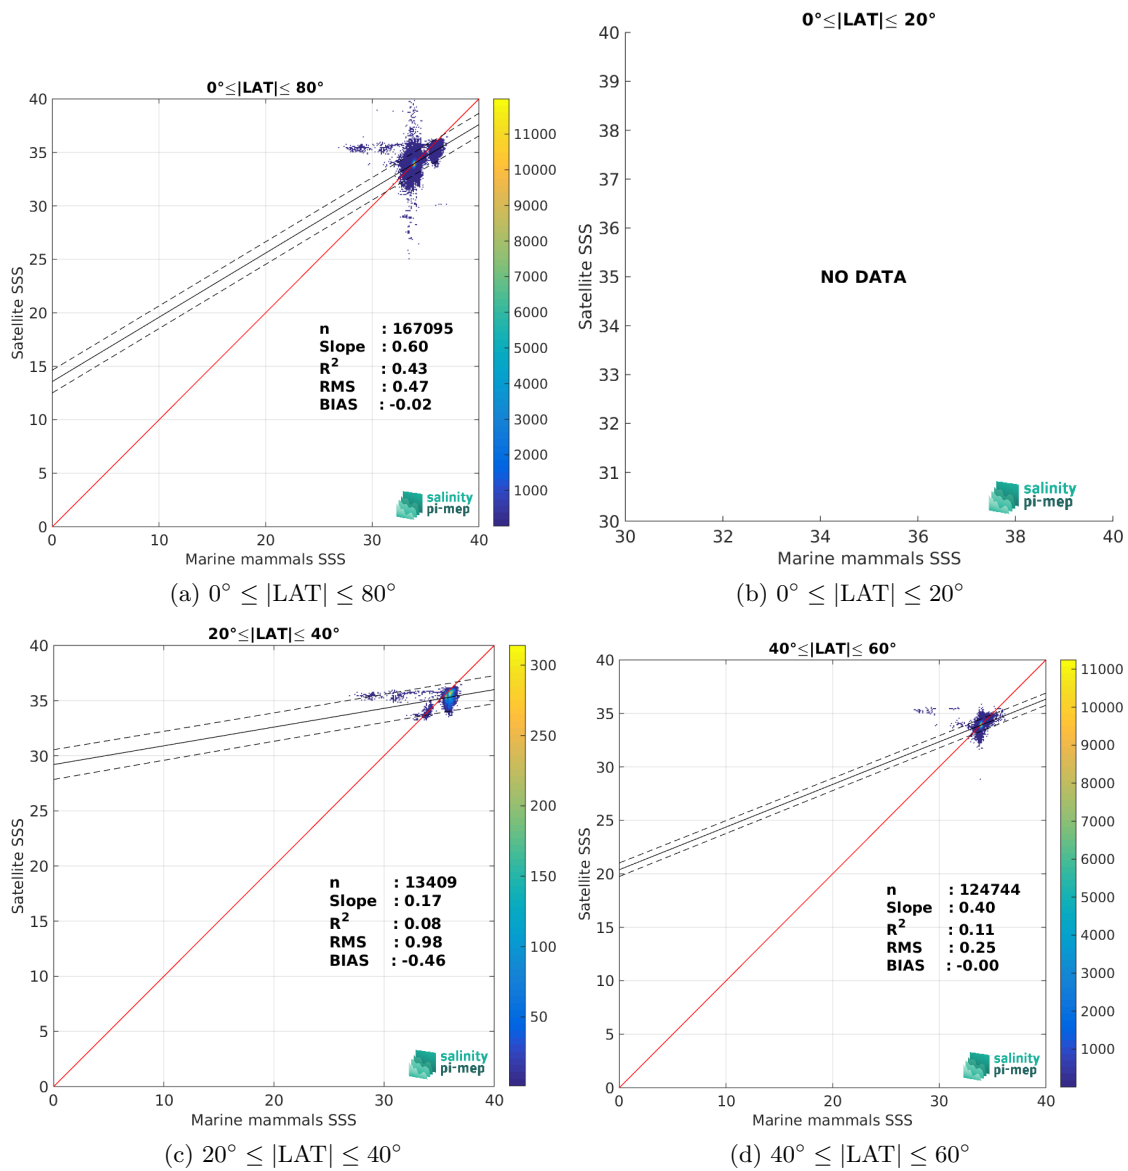 0°≤|LAT|≤ 80°
40
35
30
25
20
15
10
5
0
Satellite SSS
n : 167095
Slope : 0.60
R² : 0.43
RMS : 0.47
BIAS : -0.02
salinity
pi-mep
0 10 20 30 40
Marine mammals SSS
11000
10000
9000
8000
7000
6000
5000
4000
3000
2000
1000
(a) 0° ≤ |LAT| ≤ 80°
0°≤|LAT|≤ 20°
40
39
38
37
36
35
34
33
32
31
30
Satellite SSS
NO DATA
salinity
pi-mep
30 32 34 36 38 40
Marine mammals SSS
(b) 0° ≤ |LAT| ≤ 20°
20°≤|LAT|≤ 40°
40
35
30
25
20
15
10
5
0
Satellite SSS
n : 13409
Slope : 0.17
R² : 0.08
RMS : 0.98
BIAS : -0.46
salinity
pi-mep
0 10 20 30 40
Marine mammals SSS
300
250
200
150
100
50
(c) 20° ≤ |LAT| ≤ 40°
40°≤|LAT|≤ 60°
40
35
30
25
20
15
10
5
0
Satellite SSS
n : 124744
Slope : 0.40
R² : 0.11
RMS : 0.25
BIAS : -0.00
salinity
pi-mep
0 10 20 30 40
Marine mammals SSS
11000
10000
9000
8000
7000
6000
5000
4000
3000
2000
1000
(d) 40° ≤ |LAT| ≤ 60°